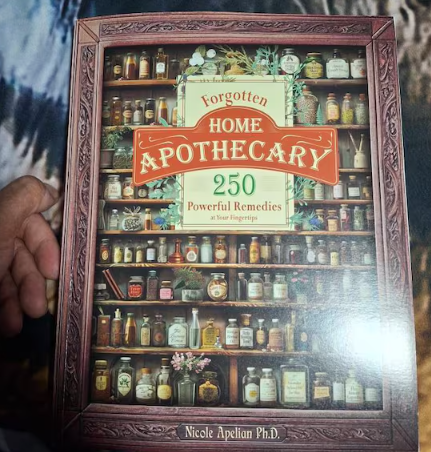 Forgotten
HOME
APOTHECARY
250
Powerful Remedies
at Your Fingertips
Nicole Apelian Ph.D.